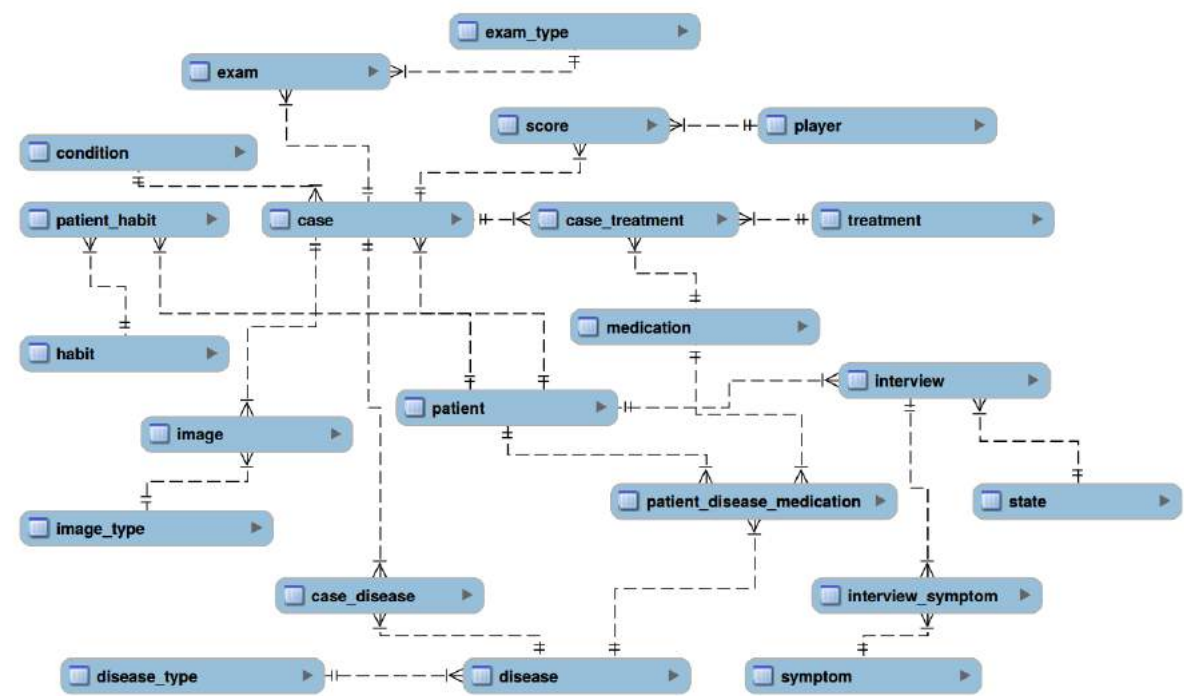 exam_type
exam
score
player
condition
patient_habit
case
case_treatment
treatment
medication
habit
interview
patient
image
patient_disease_medication
state
image_type
case_disease
interview_symptom
disease_type
disease
symptom